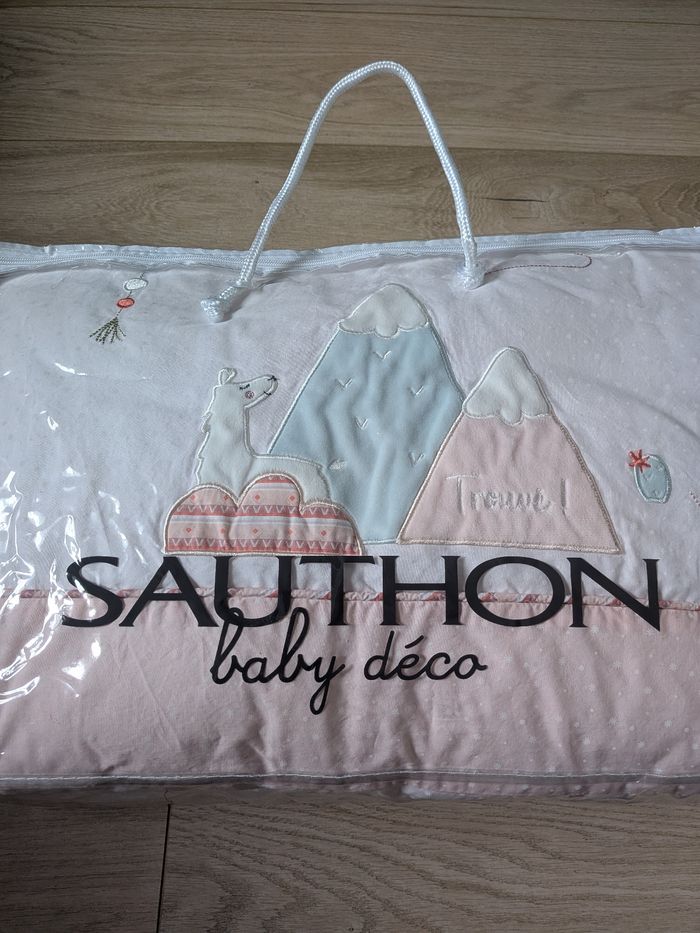 Trouvé !
SAUTHON
baby déco